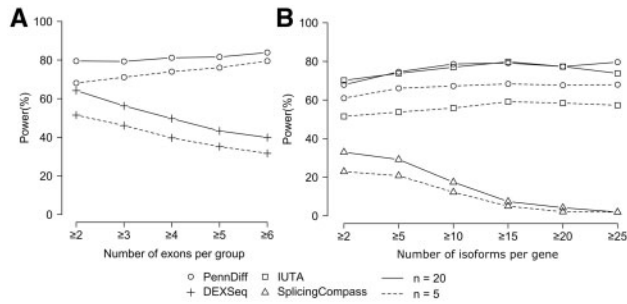 A
B
100
80
60
40
20
0
Power(%)
≥2
≥3
≥4
≥5
≥6
Number of exons per group
100
80
60
40
20
0
Power(%)
≥2
≥5
≥10
≥15
≥20
≥25
Number of isoforms per gene
PennDiff
IUTA
n = 20
DEXSeq
SplicingCompass
n = 5